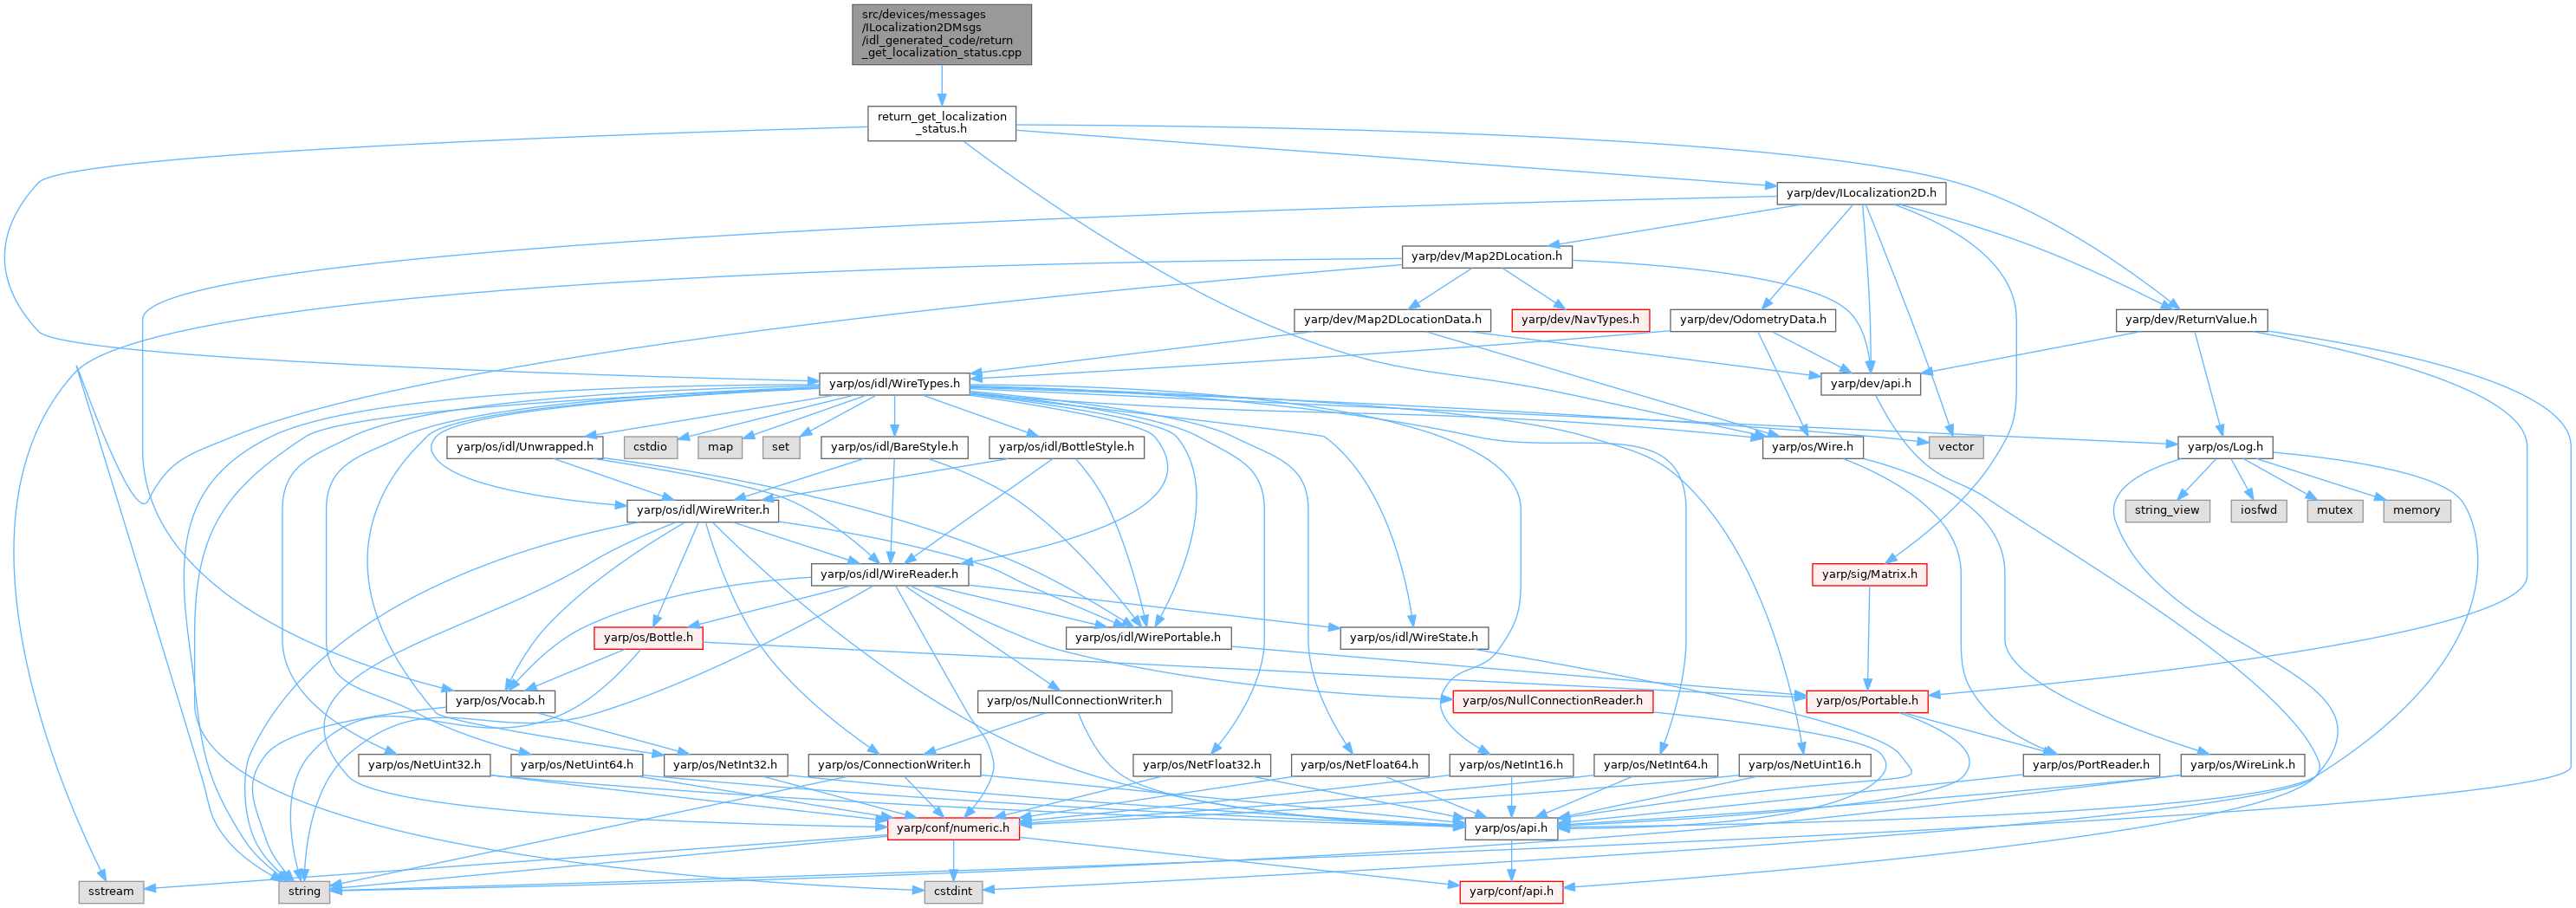 src/devices/messages
/ILocalization2DMsgs
/idl_generated_code/return
_get_localization_status.cpp
return_get_localization
_status.h
yarp/dev/ILocalization2D.h
yarp/dev/Map2DLocation.h
yarp/dev/Map2DLocationData.h
yarp/dev/NavTypes.h
yarp/dev/OdometryData.h
yarp/dev/ReturnValue.h
yarp/os/idl/WireTypes.h
yarp/dev/api.h
yarp/os/idl/Unwrapped.h
cstdio
map
set
yarp/os/idl/BareStyle.h
yarp/os/idl/BottleStyle.h
yarp/os/Wire.h
vector
yarp/os/Log.h
yarp/os/idl/WireWriter.h
string_view
iosfwd
mutex
memory
yarp/os/idl/WireReader.h
yarp/sig/Matrix.h
yarp/os/Bottle.h
yarp/os/idl/WirePortable.h
yarp/os/idl/WireState.h
yarp/os/Vocab.h
yarp/os/NullConnectionWriter.h
yarp/os/NullConnectionReader.h
yarp/os/Portable.h
yarp/os/NetUint32.h
yarp/os/NetUint64.h
yarp/os/NetInt32.h
yarp/os/ConnectionWriter.h
yarp/os/NetFloat32.h
yarp/os/NetFloat64.h
yarp/os/NetInt16.h
yarp/os/NetInt64.h
yarp/os/NetUint16.h
yarp/os/PortReader.h
yarp/os/WireLink.h
yarp/conf/numeric.h
yarp/os/api.h
sstream
string
cstdint
yarp/conf/api.h